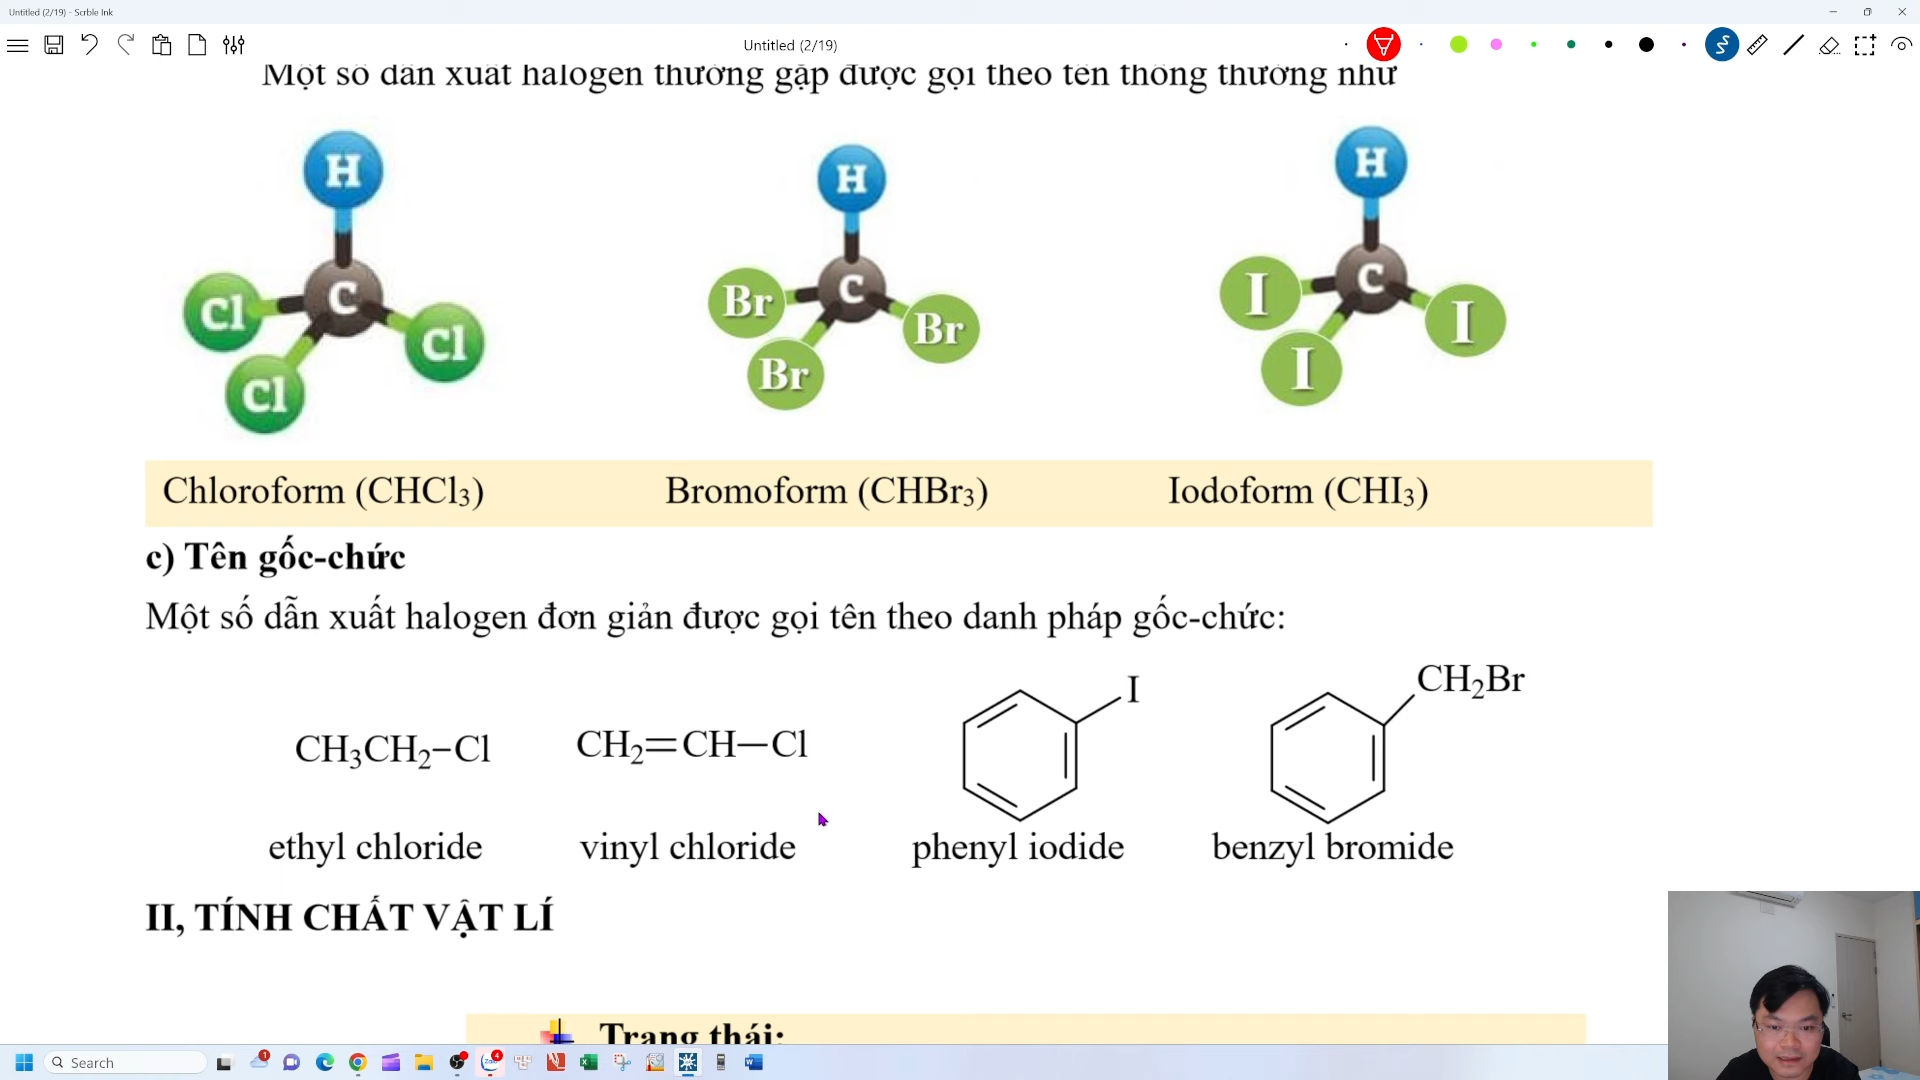 Untitled (2/19) - Scrble Ink
Untitled (2/19)
Một số dẫn xuất halogen thường gặp được gọi theo tên thông thường như
H
H
H
C
C
C
Cl
Br
I
Cl
Br
I
Cl
Br
I
Chloroform (CHCl₃) Bromoform (CHBr₃) Iodoform (CHI₃)
c) Tên gốc-chức
Một số dẫn xuất halogen đơn giản được gọi tên theo danh pháp gốc-chức:
CH₃CH₂–Cl CH₂=CH–Cl I CH₂Br
ethyl chloride vinyl chloride phenyl iodide benzyl bromide
II, TÍNH CHẤT VẬT LÍ
Trạng thái:
Search
1
4